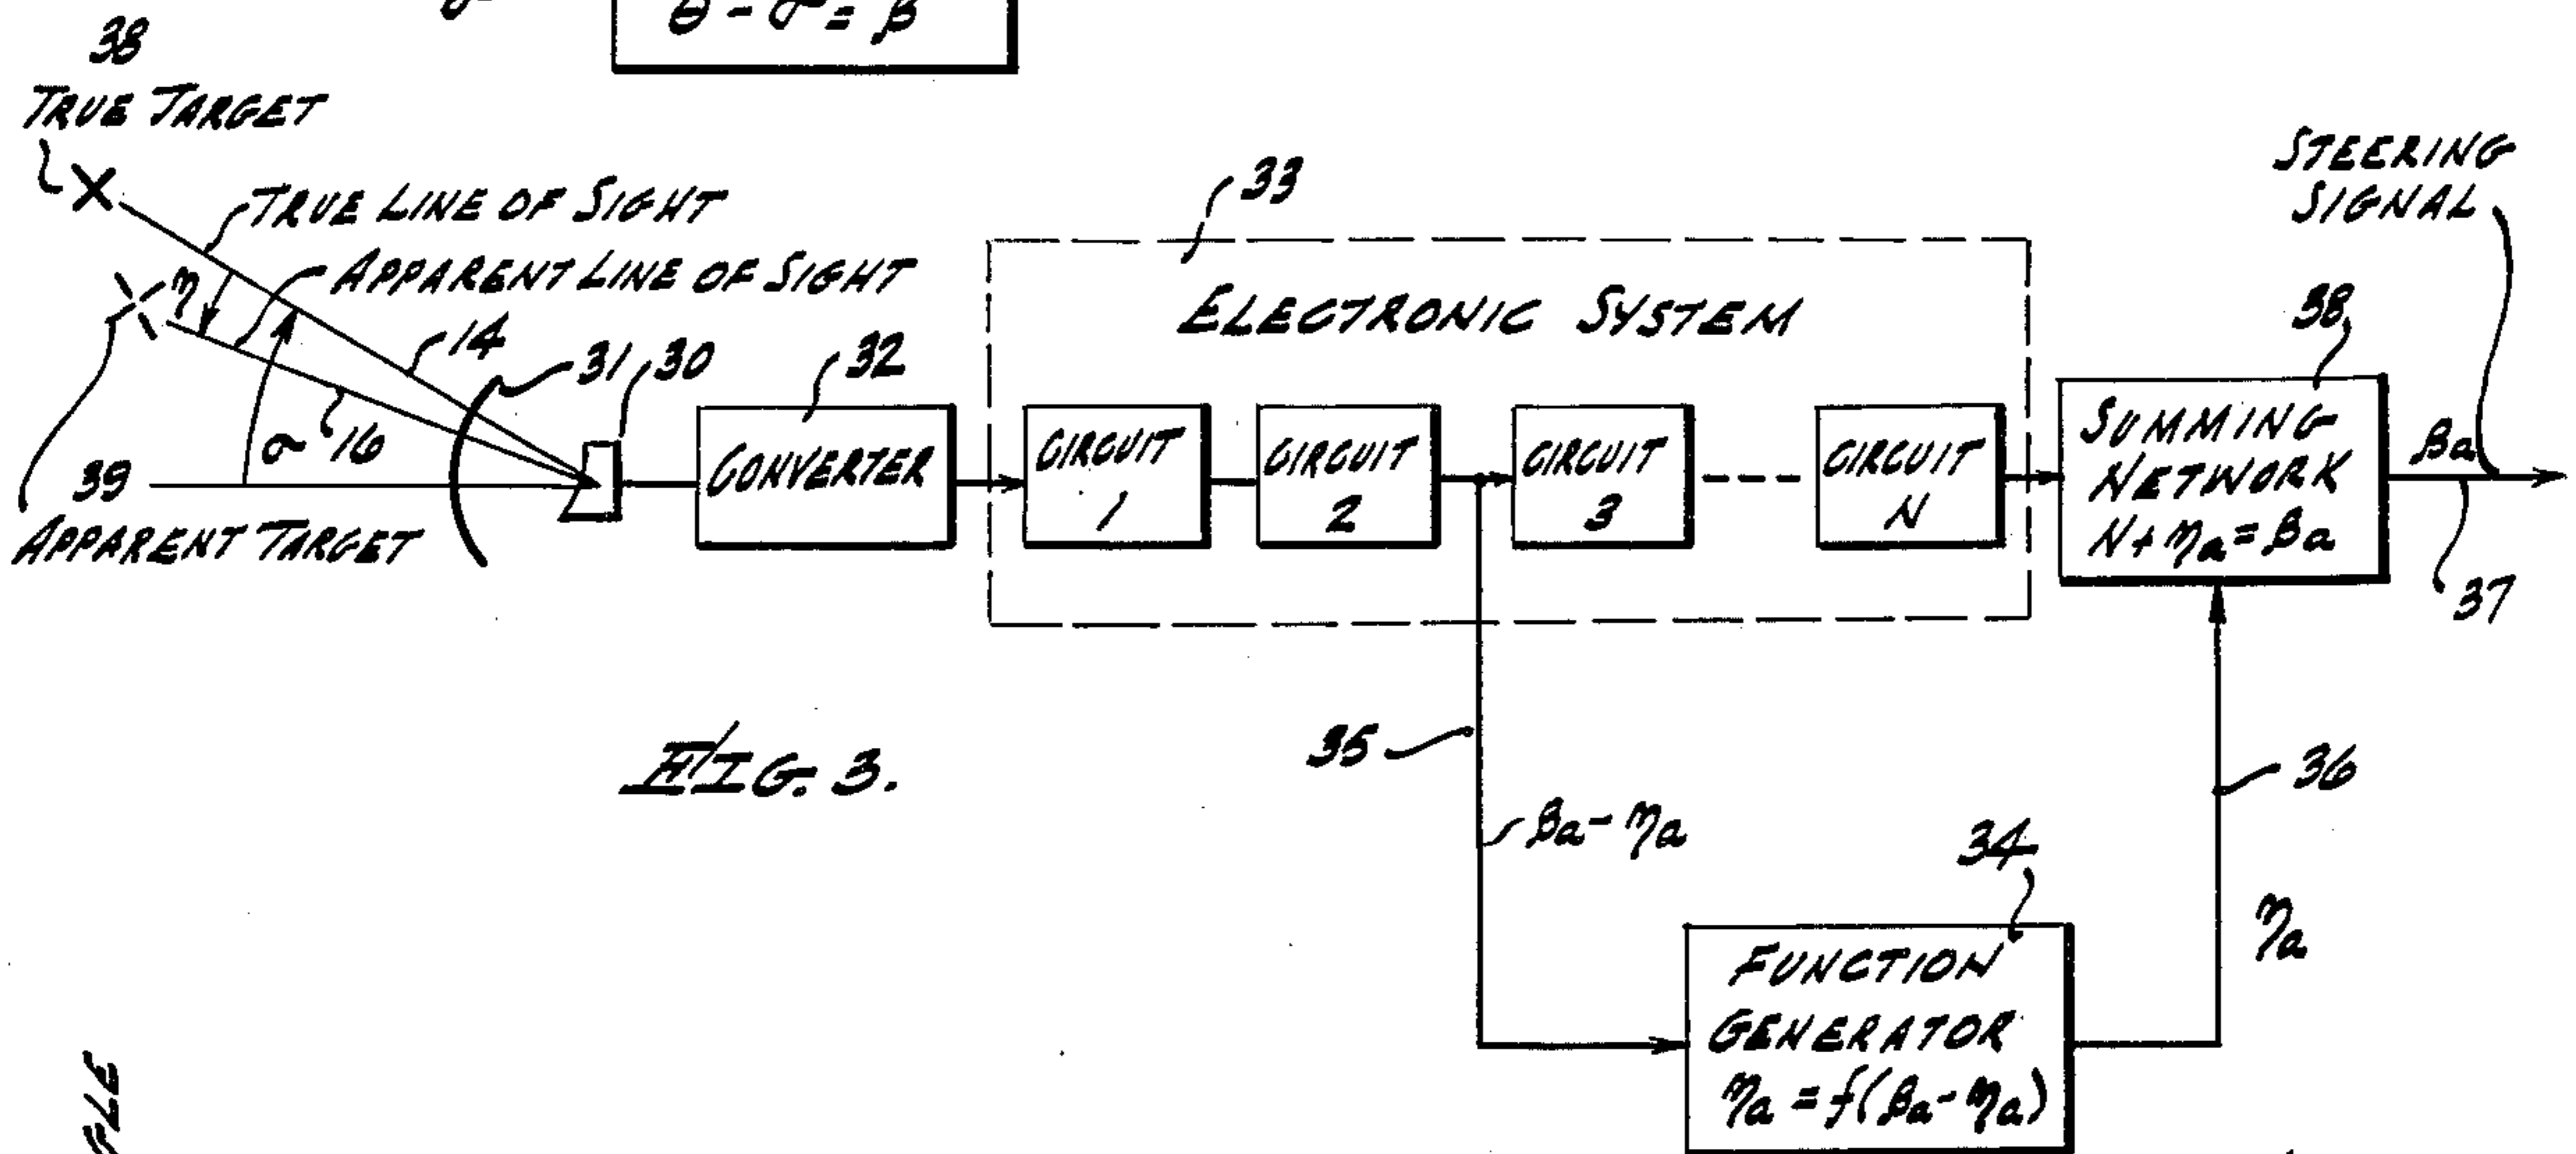 θ - σ = β
38
TRUE TARGET
TRUE LINE OF SIGHT
APPARENT LINE OF SIGHT
η
14
16
σ
39
APPARENT TARGET
31
30
32
CONVERTER
33
ELECTRONIC SYSTEM
CIRCUIT
1
CIRCUIT
2
CIRCUIT
3
CIRCUIT
N
STEERING
SIGNAL
38
SUMMING
NETWORK
N + ηa = βa
βa
37
35
βa - ηa
36
ηa
34
FUNCTION
GENERATOR
ηa = f(βa - ηa)
FIG. 3.